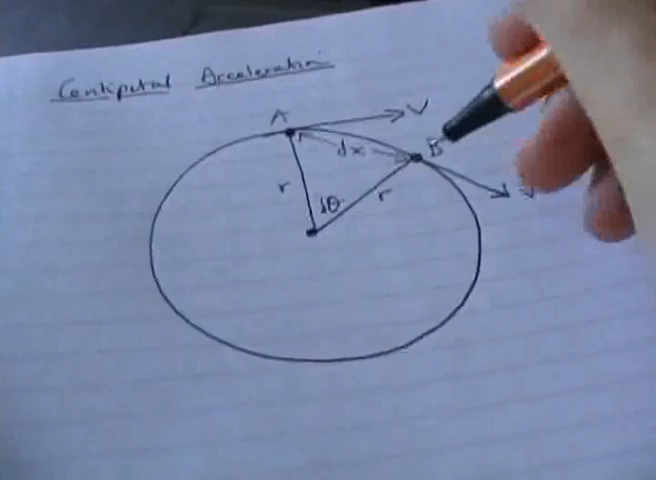 Centripetal Acceleration
A
V
B
dx
r
dθ
r